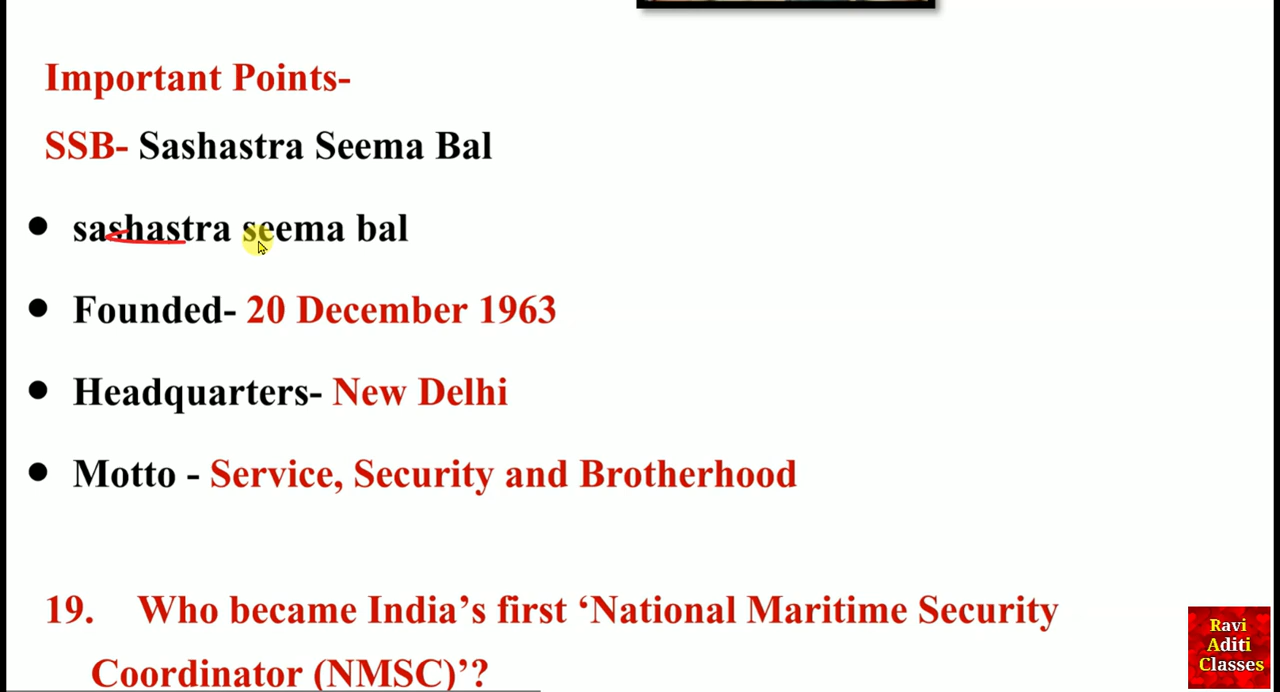 Important Points-
SSB- Sashastra Seema Bal
• sashastra seema bal
• Founded- 20 December 1963
• Headquarters- New Delhi
• Motto - Service, Security and Brotherhood
19. Who became India’s first ‘National Maritime Security
Coordinator (NMSC)’?
Ravi
Aditi
Classes